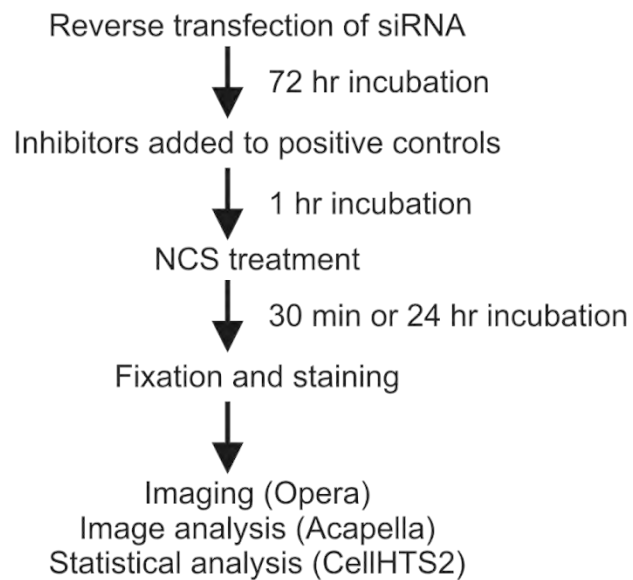 Reverse transfection of siRNA
72 hr incubation
Inhibitors added to positive controls
1 hr incubation
NCS treatment
30 min or 24 hr incubation
Fixation and staining
Imaging (Opera)
Image analysis (Acapella)
Statistical analysis (CellHTS2)